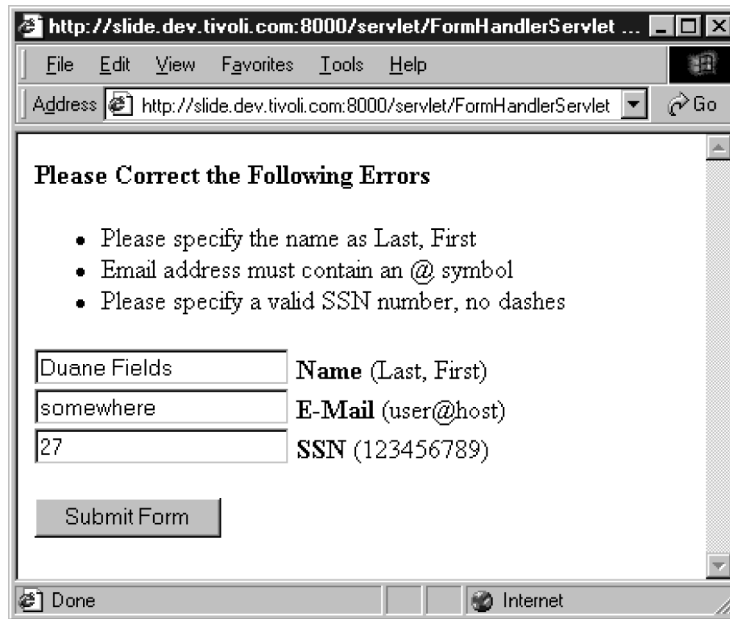 http://slide.dev.tivoli.com:8000/servlet/FormHandlerServlet ...
File Edit View Favorites Tools Help
Address http://slide.dev.tivoli.com:8000/servlet/FormHandlerServlet Go
Please Correct the Following Errors
• Please specify the name as Last, First
• Email address must contain an @ symbol
• Please specify a valid SSN number, no dashes
Duane Fields Name (Last, First)
somewhere E-Mail (user@host)
27 SSN (123456789)
Submit Form
Done Internet